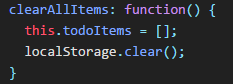 clearAllItems: function() {
  this.todoItems = [];
  localStorage.clear();
}